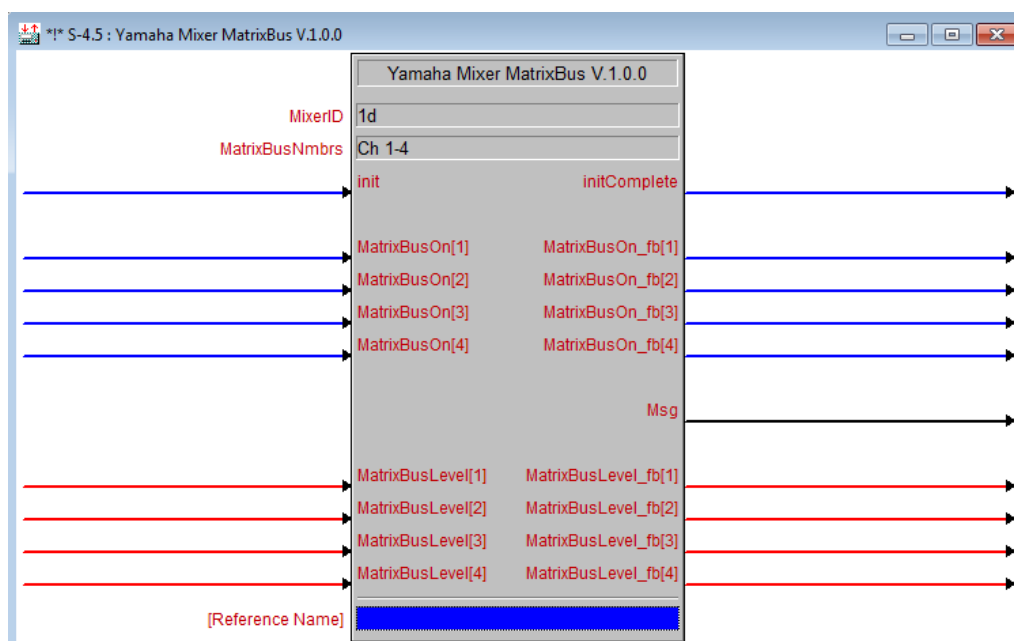 *!* S-4.5 : Yamaha Mixer MatrixBus V.1.0.0
Yamaha Mixer MatrixBus V.1.0.0
MixerID 1d
MatrixBusNmbrs Ch 1-4
init initComplete
MatrixBusOn[1] MatrixBusOn_fb[1]
MatrixBusOn[2] MatrixBusOn_fb[2]
MatrixBusOn[3] MatrixBusOn_fb[3]
MatrixBusOn[4] MatrixBusOn_fb[4]
Msg
MatrixBusLevel[1] MatrixBusLevel_fb[1]
MatrixBusLevel[2] MatrixBusLevel_fb[2]
MatrixBusLevel[3] MatrixBusLevel_fb[3]
MatrixBusLevel[4] MatrixBusLevel_fb[4]
[Reference Name]